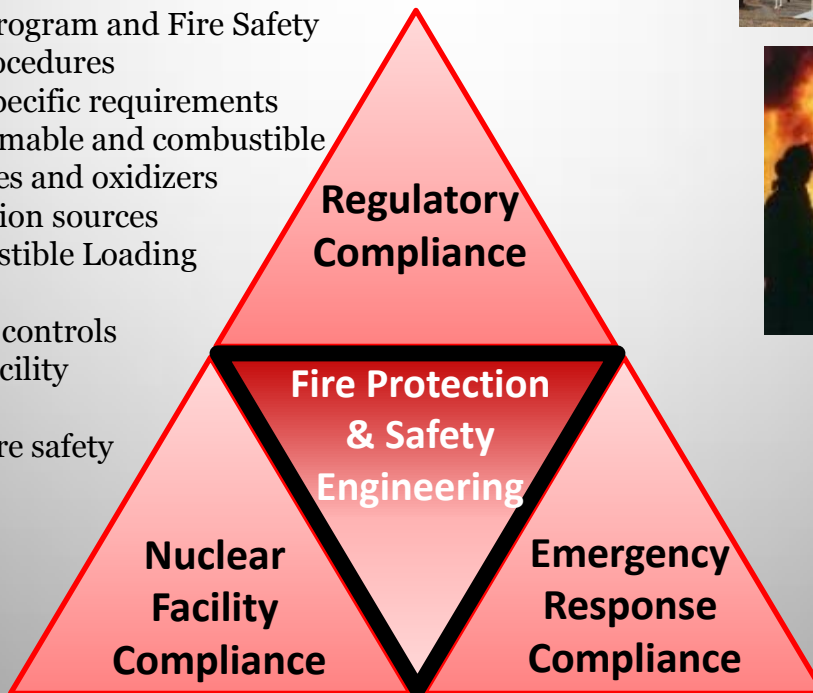 rogram and Fire Safety
ocedures
pecific requirements
mable and combustible
es and oxidizers
ion sources
stible Loading
controls
cility
re safety
Regulatory
Compliance
Fire Protection
& Safety
Engineering
Nuclear
Facility
Compliance
Emergency
Response
Compliance